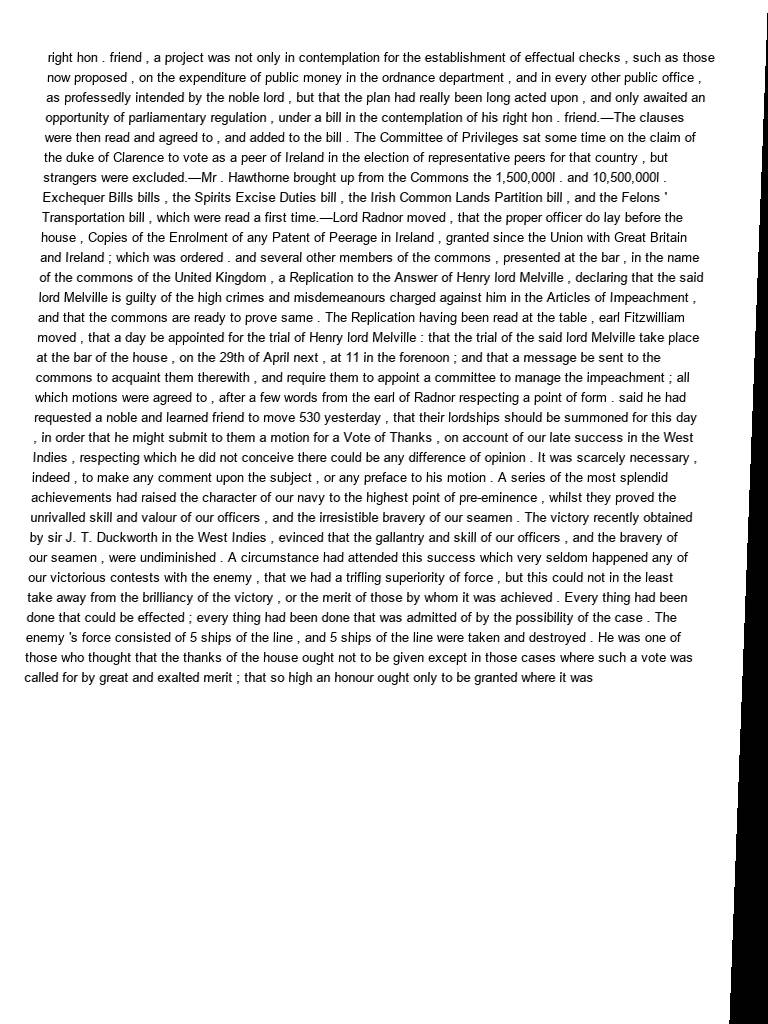 right hon . friend , a project was not only in contemplation for the establishment of effectual checks , such as those
now proposed , on the expenditure of public money in the ordnance department , and in every other public office ,
as professedly intended by the noble lord , but that the plan had really been long acted upon , and only awaited an
opportunity of parliamentary regulation , under a bill in the contemplation of his right hon . friend.—The clauses
were then read and agreed to , and added to the bill . The Committee of Privileges sat some time on the claim of
the duke of Clarence to vote as a peer of Ireland in the election of representative peers for that country , but
strangers were excluded.—Mr . Hawthorne brought up from the Commons the 1,500,000l . and 10,500,000l .
Exchequer Bills bills , the Spirits Excise Duties bill , the Irish Common Lands Partition bill , and the Felons '
Transportation bill , which were read a first time.—Lord Radnor moved , that the proper officer do lay before the
house , Copies of the Enrolment of any Patent of Peerage in Ireland , granted since the Union with Great Britain
and Ireland ; which was ordered . and several other members of the commons , presented at the bar , in the name
of the commons of the United Kingdom , a Replication to the Answer of Henry lord Melville , declaring that the said
lord Melville is guilty of the high crimes and misdemeanours charged against him in the Articles of Impeachment ,
and that the commons are ready to prove same . The Replication having been read at the table , earl Fitzwilliam
moved , that a day be appointed for the trial of Henry lord Melville : that the trial of the said lord Melville take place
at the bar of the house , on the 29th of April next , at 11 in the forenoon ; and that a message be sent to the
commons to acquaint them therewith , and require them to appoint a committee to manage the impeachment ; all
which motions were agreed to , after a few words from the earl of Radnor respecting a point of form . said he had
requested a noble and learned friend to move 530 yesterday , that their lordships should be summoned for this day
, in order that he might submit to them a motion for a Vote of Thanks , on account of our late success in the West
Indies , respecting which he did not conceive there could be any difference of opinion . It was scarcely necessary ,
indeed , to make any comment upon the subject , or any preface to his motion . A series of the most splendid
achievements had raised the character of our navy to the highest point of pre-eminence , whilst they proved the
unrivalled skill and valour of our officers , and the irresistible bravery of our seamen . The victory recently obtained
by sir J. T. Duckworth in the West Indies , evinced that the gallantry and skill of our officers , and the bravery of
our seamen , were undiminished . A circumstance had attended this success which very seldom happened any of
our victorious contests with the enemy , that we had a trifling superiority of force , but this could not in the least
take away from the brilliancy of the victory , or the merit of those by whom it was achieved . Every thing had been
done that could be effected ; every thing had been done that was admitted of by the possibility of the case . The
enemy 's force consisted of 5 ships of the line , and 5 ships of the line were taken and destroyed . He was one of
those who thought that the thanks of the house ought not to be given except in those cases where such a vote was
called for by great and exalted merit ; that so high an honour ought only to be granted where it was